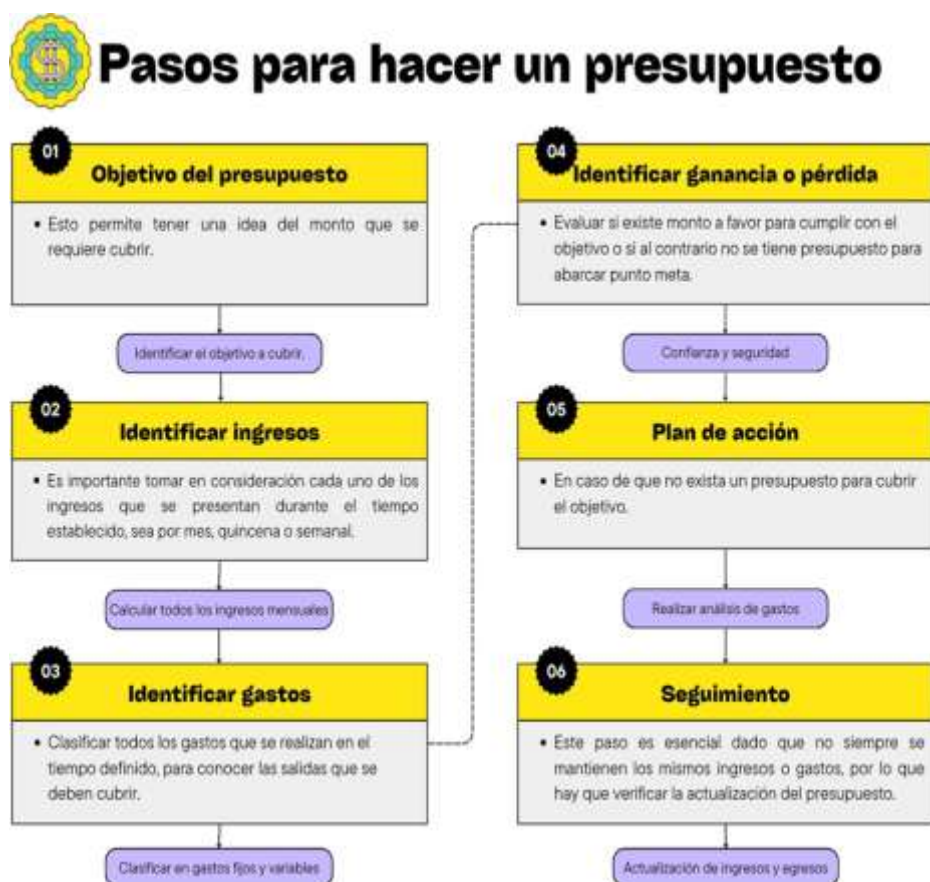 Pasos para hacer un presupuesto
01
Objetivo del presupuesto
• Esto permite tener una idea del monto que se
requiere cubrir.
Identificar el objetivo a cubrir.
02
Identificar ingresos
• Es importante tomar en consideración cada uno de los
ingresos que se presentan durante el tiempo
establecido, sea por mes, quincena o semanal.
Calcular todos los ingresos mensuales
03
Identificar gastos
• Clasificar todos los gastos que se realizan en el
tiempo definido, para conocer las salidas que se
deben cubrir.
Clasificar en gastos fijos y variables
04
Identificar ganancia o pérdida
• Evaluar si existe monto a favor para cumplir con el
objetivo o si al contrario no se tiene presupuesto para
abarcar punto meta.
Confianza y seguridad
05
Plan de acción
• En caso de que no exista un presupuesto para cubrir
el objetivo.
Realizar análisis de gastos
06
Seguimiento
• Este paso es esencial dado que no siempre se
mantienen los mismos ingresos o gastos, por lo que
hay que verificar la actualización del presupuesto.
Actualización de ingresos y egresos